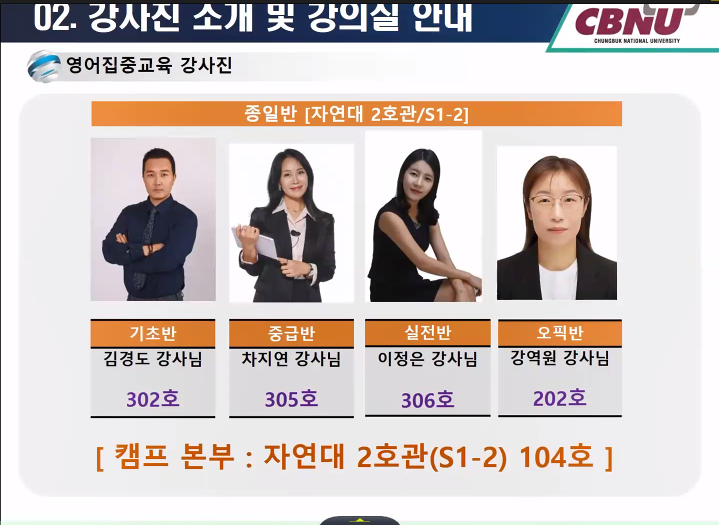 02. 강사진 소개 및 강의실 안내
CBNU
CHUNGBUK NATIONAL UNIVERSITY
영어집중교육 강사진
종일반 [자연대 2호관/S1-2]
기초반
김경도 강사님
302호
중급반
차지연 강사님
305호
실전반
이정은 강사님
306호
오픽반
강역원 강사님
202호
[ 캠프 본부 : 자연대 2호관(S1-2) 104호 ]